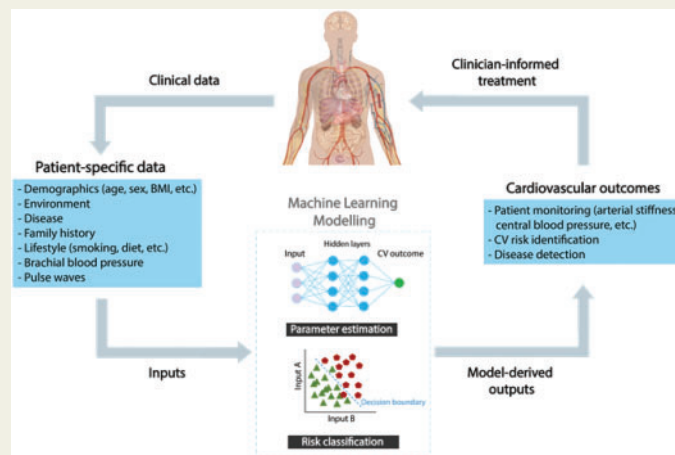 Clinical data
Clinician-informed
treatment
Patient-specific data
- Demographics (age, sex, BMI, etc.)
- Environment
- Disease
- Family history
- Lifestyle (smoking, diet, etc.)
- Brachial blood pressure
- Pulse waves
Machine Learning
Modelling
Hidden layers
Input
CV outcome
Parameter estimation
Input A
Decision boundary
Input B
Risk classification
Cardiovascular outcomes
- Patient monitoring (arterial stiffness
central blood pressure, etc.)
- CV risk identification
- Disease detection
Inputs
Model-derived
outputs